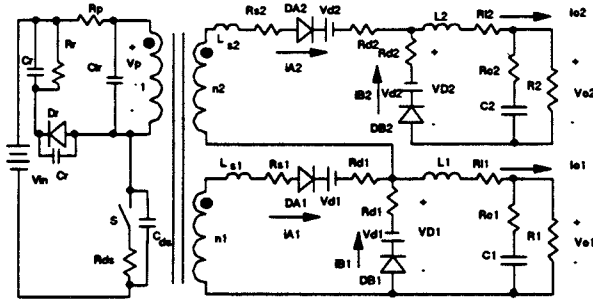 Rp
Cr
Rr
Clr
+
Vp
1
Dr
Cr
Vin
S
Cds
Rds
Ls2
Rs2
DA2
Vd2
iA2
n2
Rd2
Rd2
+
Vd2
VD2
iB2
DB2
-
L2
Rl2
Io2
Rc2
C2
R2
+
Vo2
-
Ls1
Rs1
DA1
Vd1
iA1
n1
Rd1
Rd1
+
Vd1
VD1
iB1
DB1
-
L1
Rl1
Io1
Rc1
C1
R1
+
Vo1
-